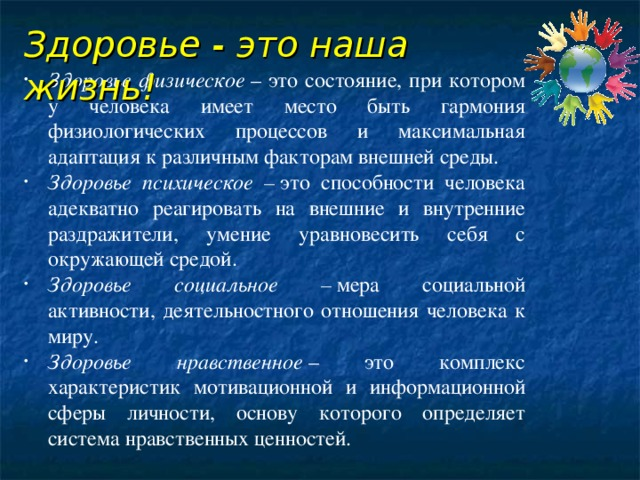 Здоровье - это наша
жизнь!
Здоровье физическое – это состояние, при котором
у человека имеет место быть гармония
физиологических процессов и максимальная
адаптация к различным факторам внешней среды.
Здоровье психическое – это способности человека
адекватно реагировать на внешние и внутренние
раздражители, умение уравновесить себя с
окружающей средой.
Здоровье социальное – мера социальной
активности, деятельностного отношения человека к
миру.
Здоровье нравственное – это комплекс
характеристик мотивационной и информационной
сферы личности, основу которого определяет
система нравственных ценностей.